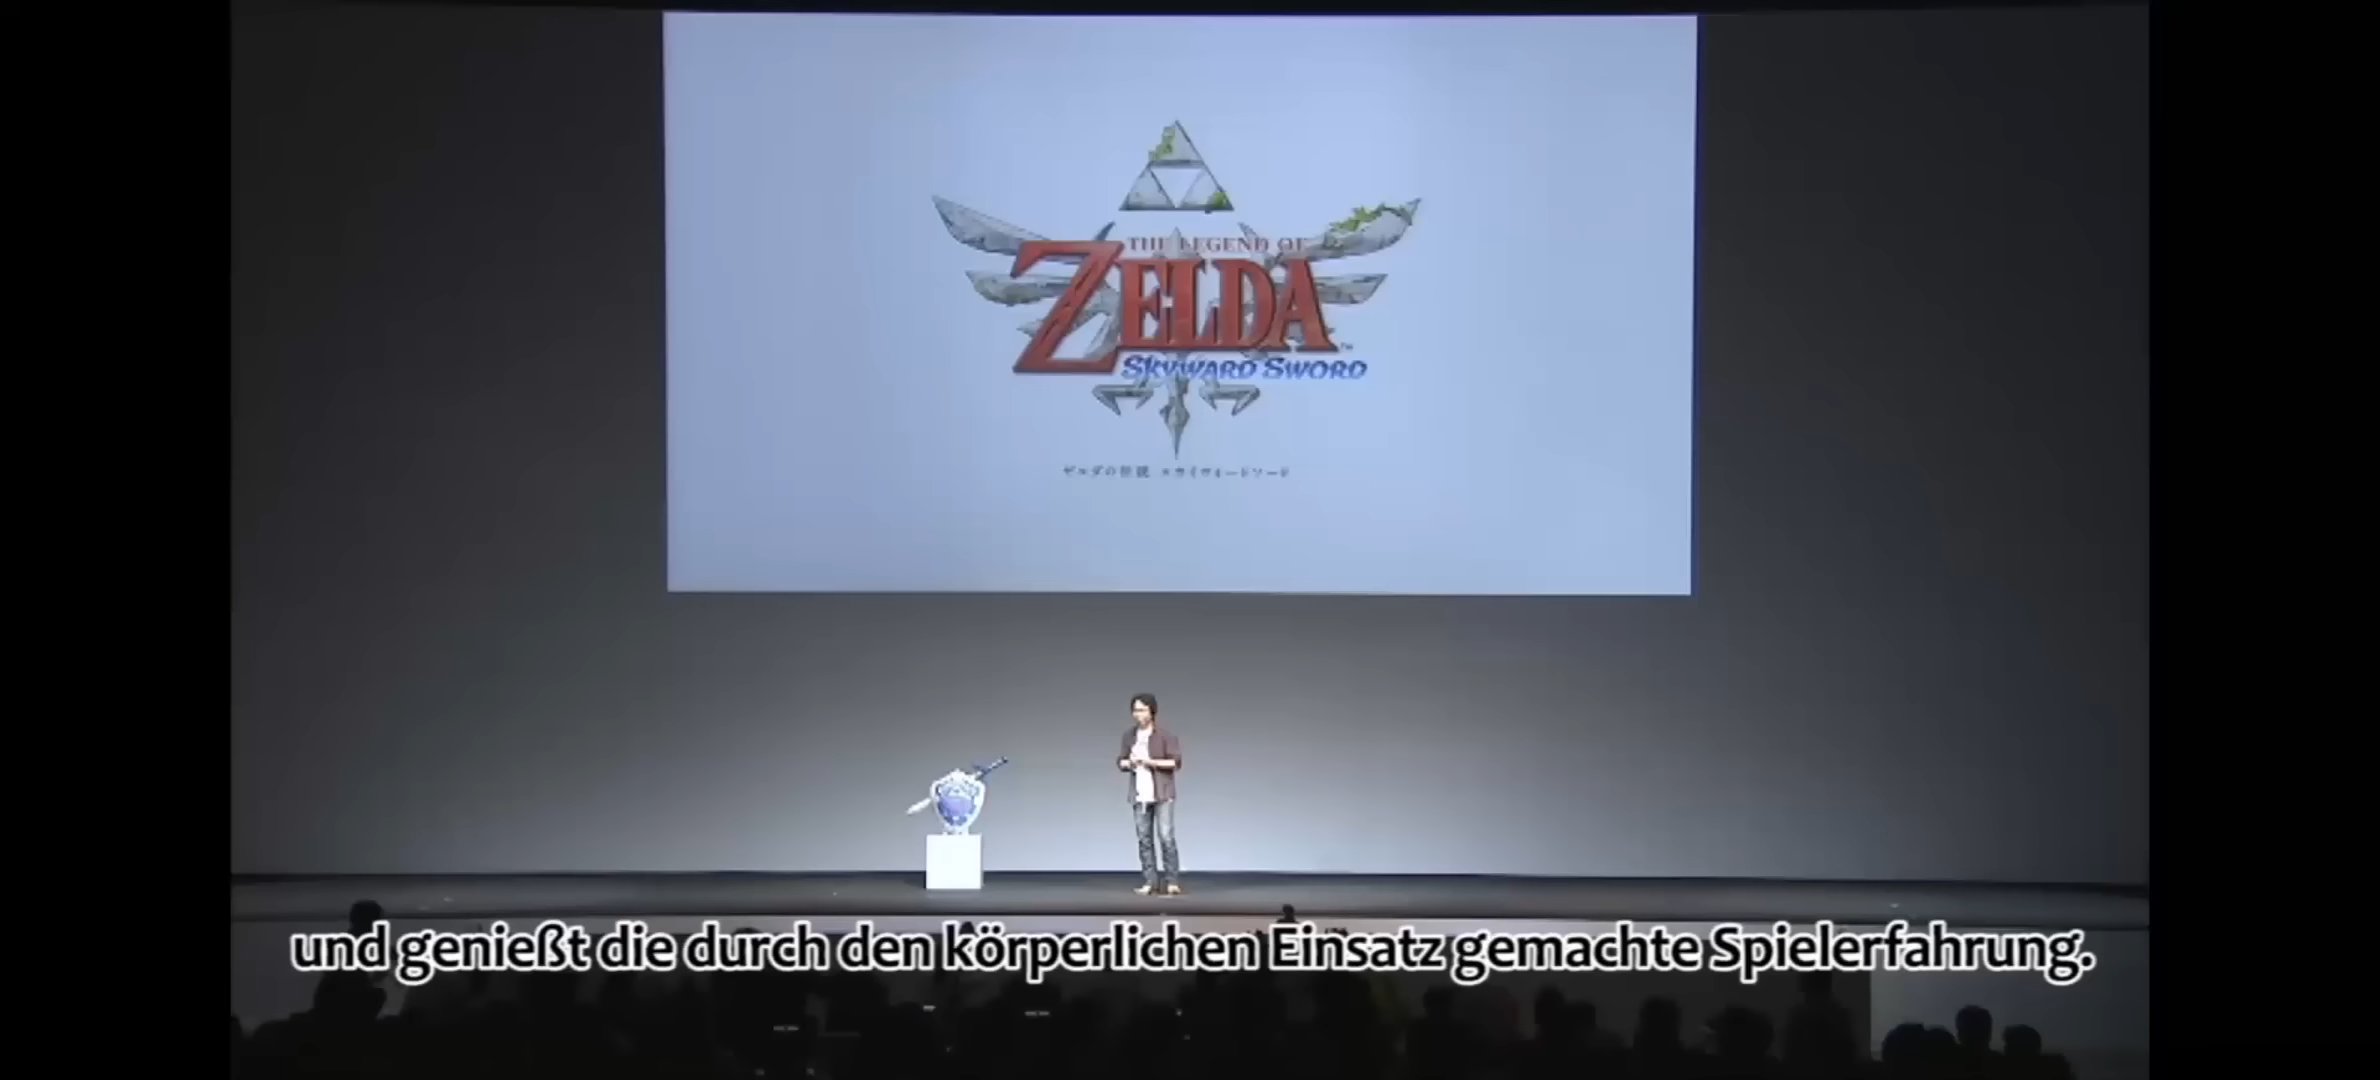 THE LEGEND OF
ZELDA™
SKYWARD SWORD
ゼルダの伝説 スカイウォードソード
und genießt die durch den körperlichen Einsatz gemachte Spielerfahrung.